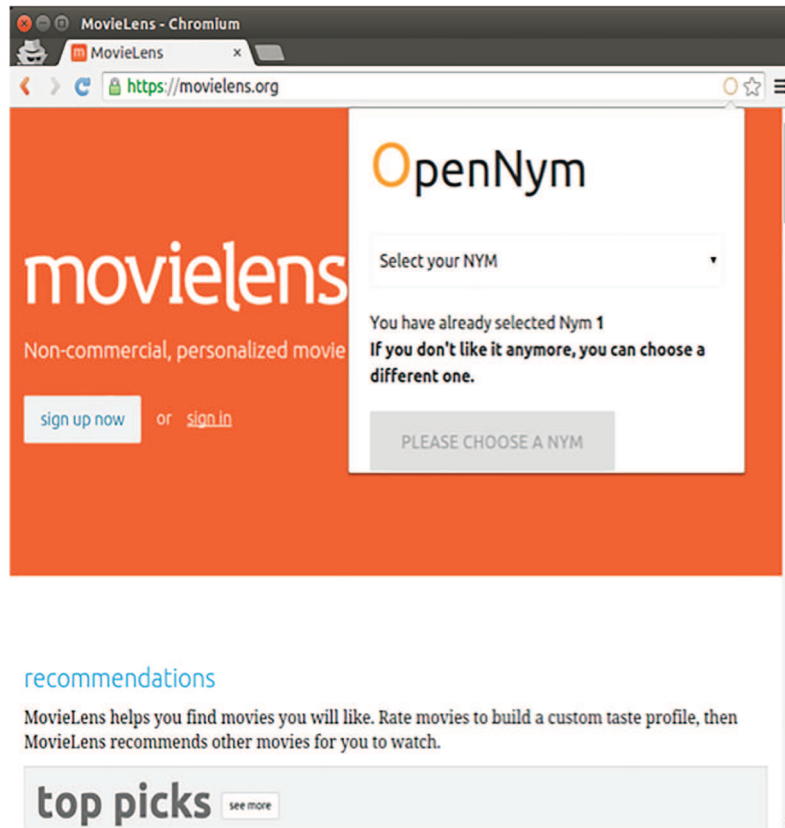 MovieLens - Chromium
MovieLens
https://movielens.org
OpenNym
Select your NYM
You have already selected Nym 1
If you don't like it anymore, you can choose a
different one.
PLEASE CHOOSE A NYM
movielens
Non-commercial, personalized movie
sign up now or sign in
recommendations
MovieLens helps you find movies you will like. Rate movies to build a custom taste profile, then
MovieLens recommends other movies for you to watch.
top picks see more